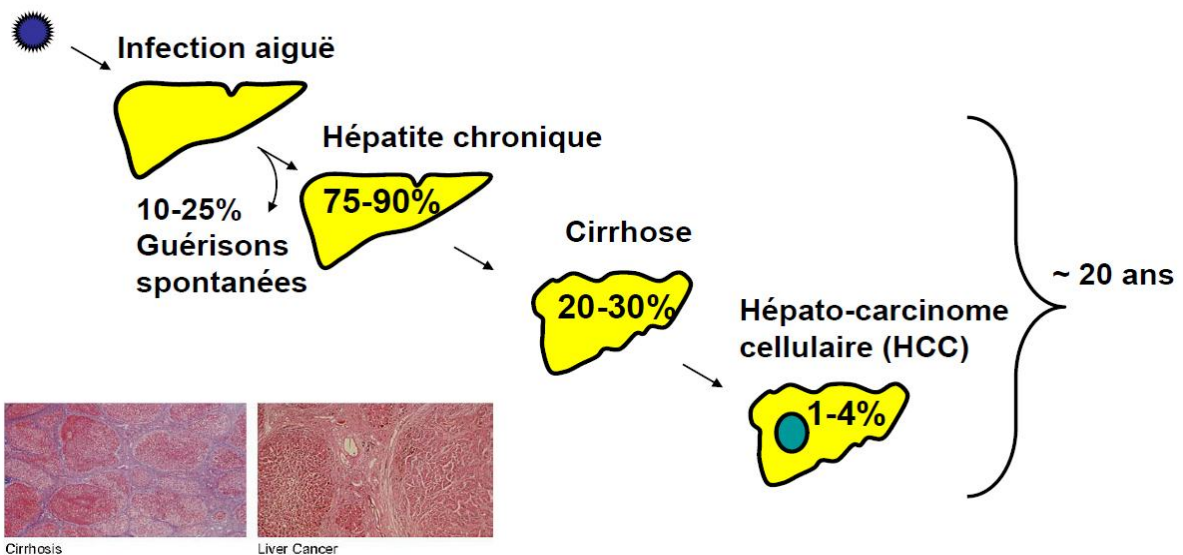 Infection aiguë
Hépatite chronique
10-25%
Guérisons
spontanées
75-90%
Cirrhose
20-30%
Hépato-carcinome
cellulaire (HCC)
1-4%
~ 20 ans
Cirrhosis
Liver Cancer